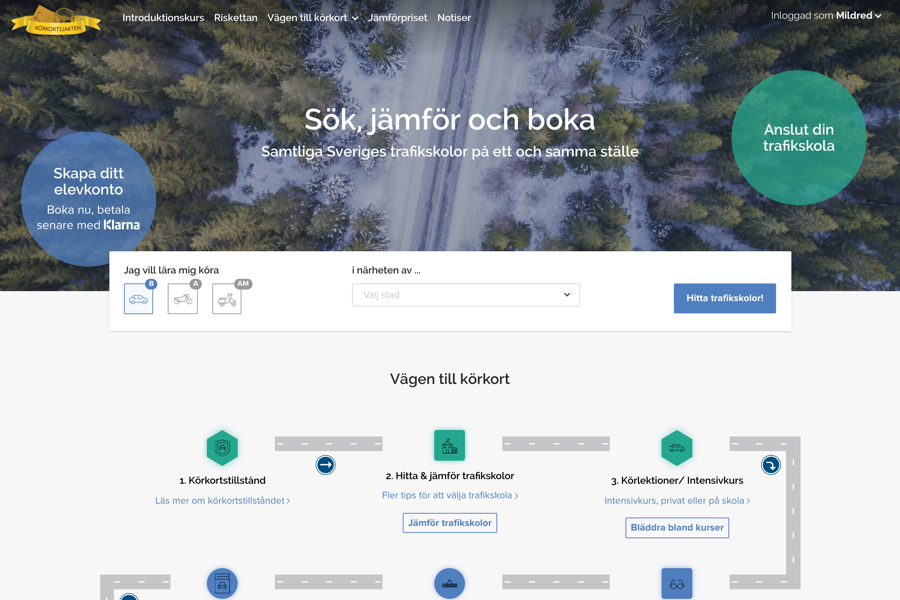 KÖRKORTSJAKTEN
Introduktionskurs
Riskettan
Vägen till körkort
Jämförpriset
Notiser
Inloggad som Mildred
Sök, jämför och boka
Samtliga Sveriges trafikskolor på ett och samma ställe
Anslut din
trafikskola
Skapa ditt
elevkonto
Boka nu, betala
senare med Klarna
Jag vill lära mig köra
B
A
AM
i närheten av ...
Välj stad
Hitta trafikskolor!
Vägen till körkort
1. Körkortstillstånd
Läs mer om körkortstillståndet
2. Hitta & jämför trafikskolor
Fler tips för att välja trafikskola
Jämför trafikskolor
3. Körlektioner/ Intensivkurs
Intensivkurs, privat eller på skola
Bläddra bland kurser